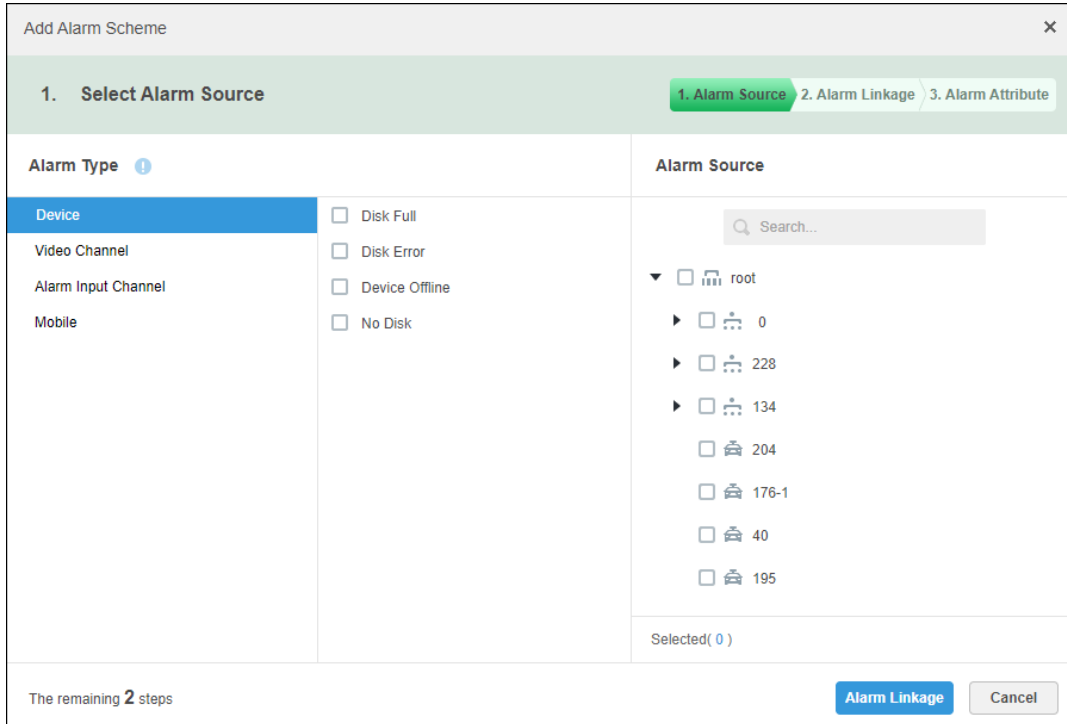 Add Alarm Scheme
1. Select Alarm Source
1. Alarm Source 2. Alarm Linkage 3. Alarm Attribute
Alarm Type
Alarm Source
Device
Video Channel
Alarm Input Channel
Mobile
Disk Full
Disk Error
Device Offline
No Disk
Search...
root
0
228
134
204
176-1
40
195
Selected( 0 )
The remaining 2 steps
Alarm Linkage
Cancel